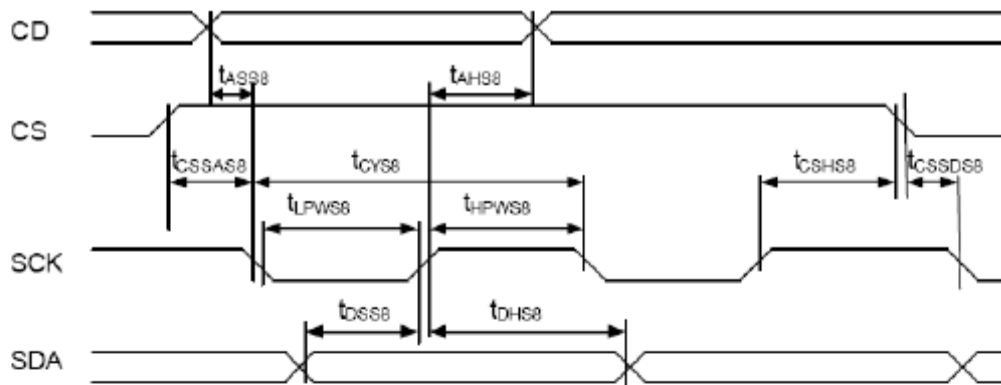 CD
tASS8 tAHS8
CS
tCSSAS8 tCYS8 tCSHS8 tCSSDS8
tLPWS8 tHPWS8
SCK
tDSS8 tDHS8
SDA